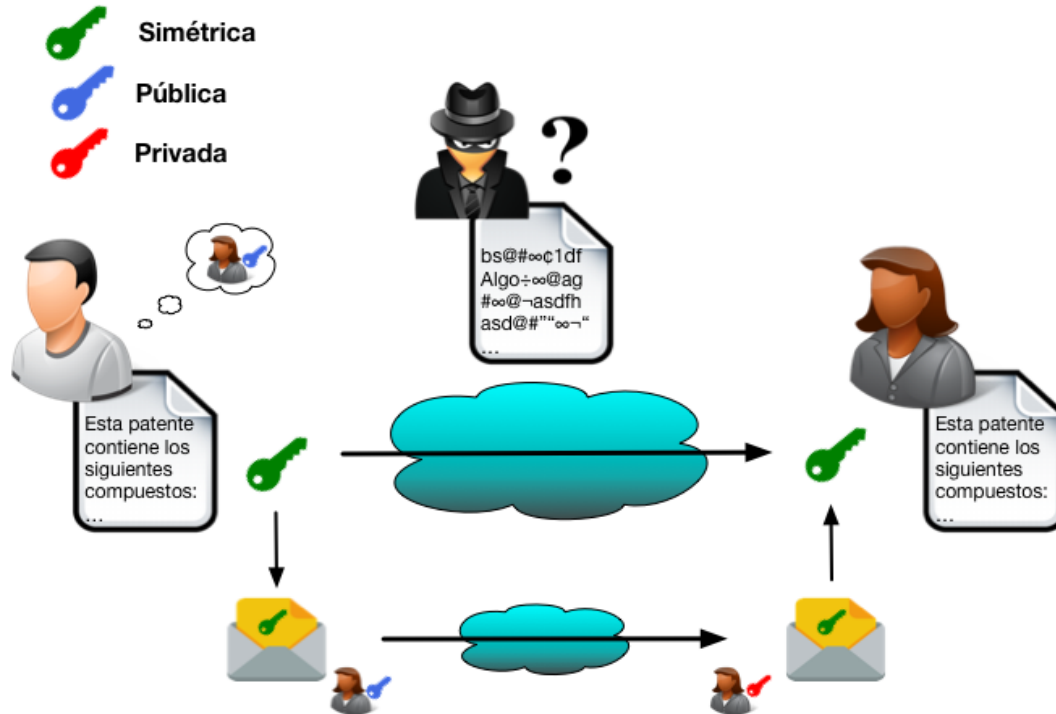 Simétrica
Pública
Privada
?
bs@#∞¢1df
Algo÷∞@ag
#∞@¬asdfh
asd@#”“∞¬“
...
Esta patente
contiene los
siguientes
compuestos:
...
Esta patente
contiene los
siguientes
compuestos:
...